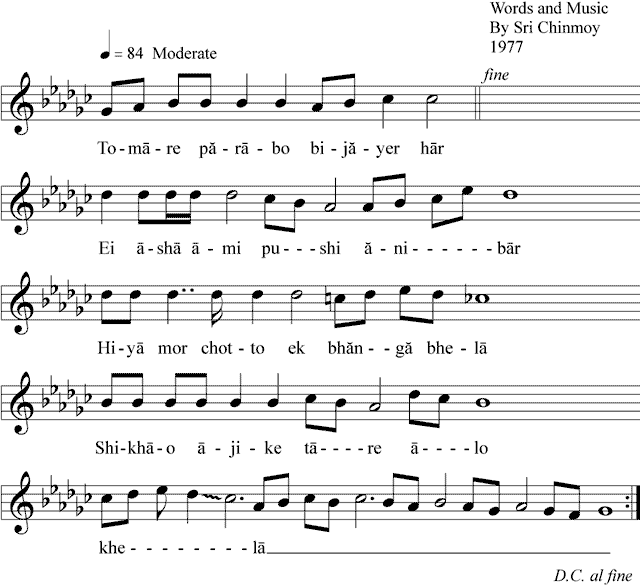 Words and Music
By Sri Chinmoy
1977
= 84 Moderate
fine
To-mā-re pă-rā-bo bi-jă-yer hār
Ei ā-shā ā-mi pu---shi ă-ni------bār
Hi-yā mor chot-to ek bhăn--gă bhe-lā
Shi-khā-o ā-ji-ke tā----re ā----lo
khe--------lā
D.C. al fine